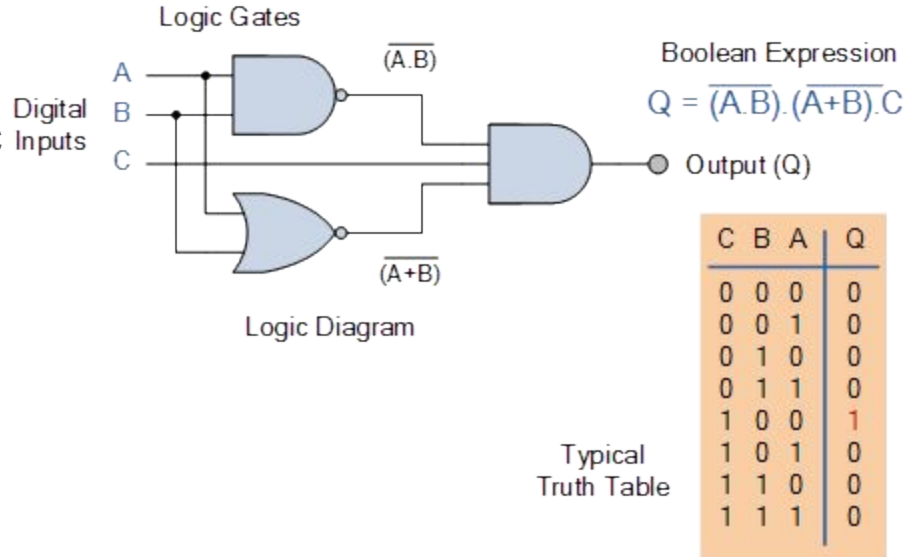 Logic Gates
A
B
C
Digital
Inputs
(A̅.̅B̅)̅
(A̅+̅B̅)̅
Logic Diagram
Boolean Expression
Q = (A̅.̅B̅)̅.(A̅+̅B̅)̅.C
Output (Q)
C B A Q
0 0 0 0
0 0 1 0
0 1 0 0
0 1 1 0
1 0 0 1
1 0 1 0
1 1 0 0
1 1 1 0
Typical
Truth Table